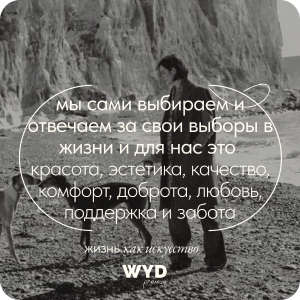 мы сами выбираем и
отвечаем за свои выборы в
жизни и для нас это
красота, эстетика, качество,
комфорт, доброта, любовь,
поддержка и забота
жизнь как искусство
WYD